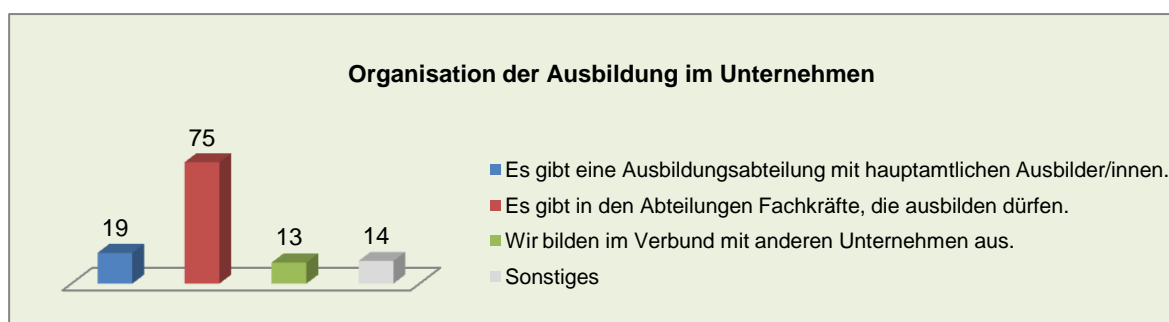 Organisation der Ausbildung im Unternehmen
75
19
13
14
Es gibt eine Ausbildungsabteilung mit hauptamtlichen Ausbilder/innen.
Es gibt in den Abteilungen Fachkräfte, die ausbilden dürfen.
Wir bilden im Verbund mit anderen Unternehmen aus.
Sonstiges